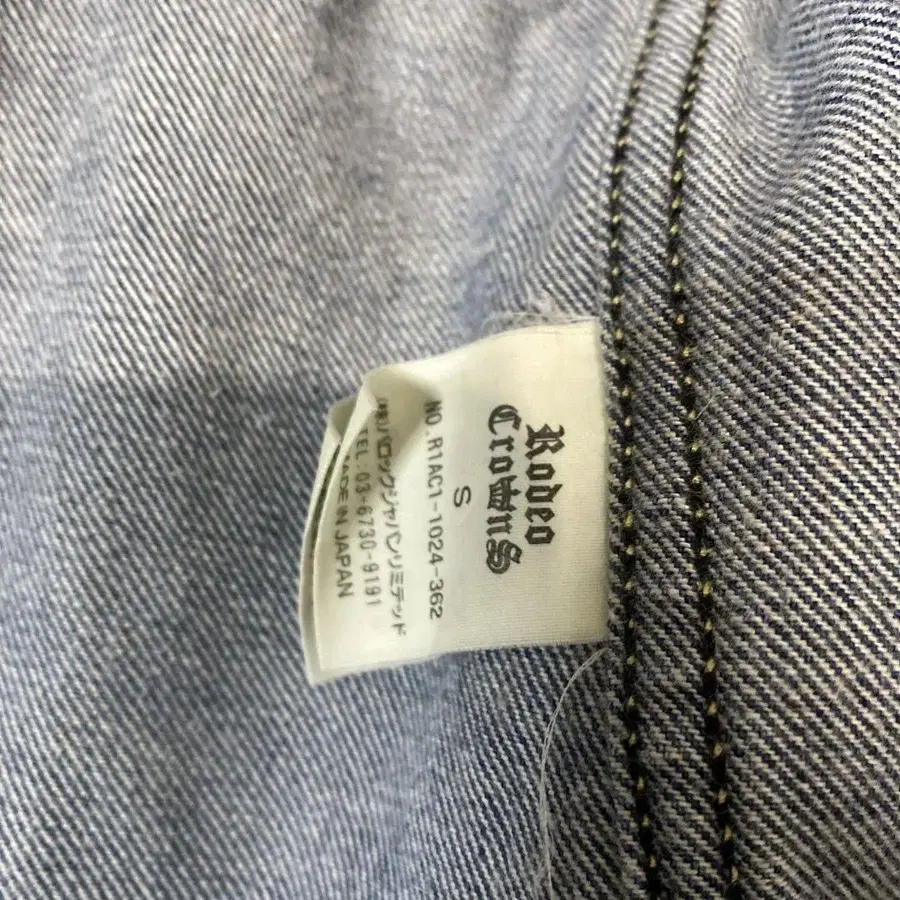 Rodeo
Crowns
S
NO.R1AC1-1024-362
(株)バロックジャパンリミテッド
TEL:03-6730-9191
MADE IN JAPAN